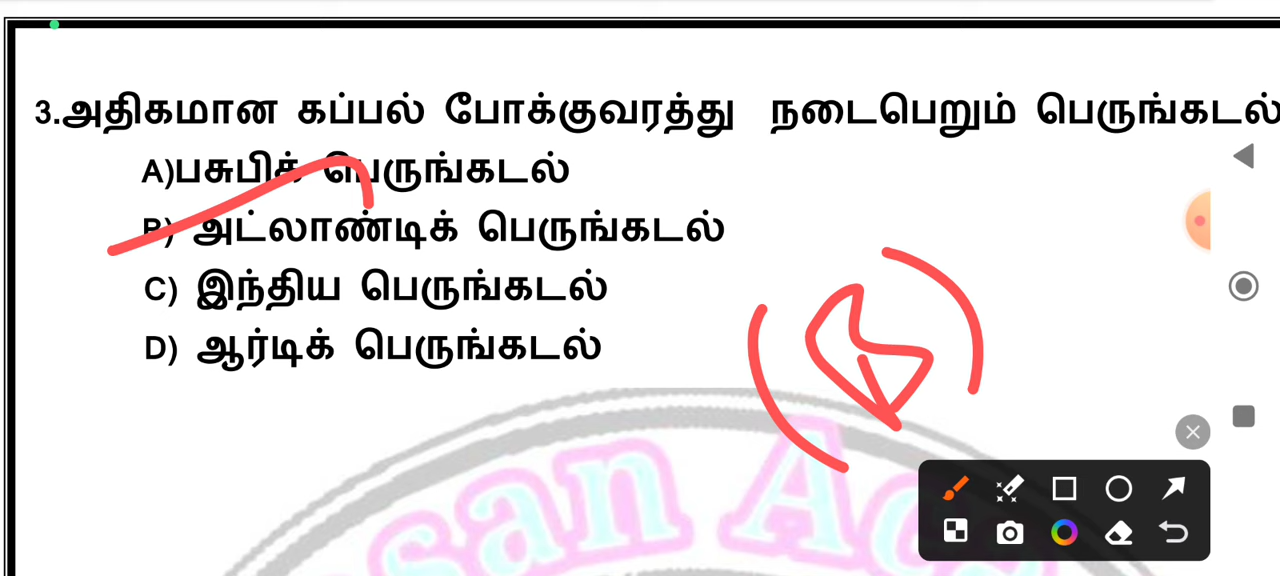 3.அதிகமான கப்பல் போக்குவரத்து நடைபெறும் பெருங்கடல்
A)பசுபிக் பெருங்கடல்
B) அட்லாண்டிக் பெருங்கடல்
C) இந்திய பெருங்கடல்
D) ஆர்டிக் பெருங்கடல்
(B)